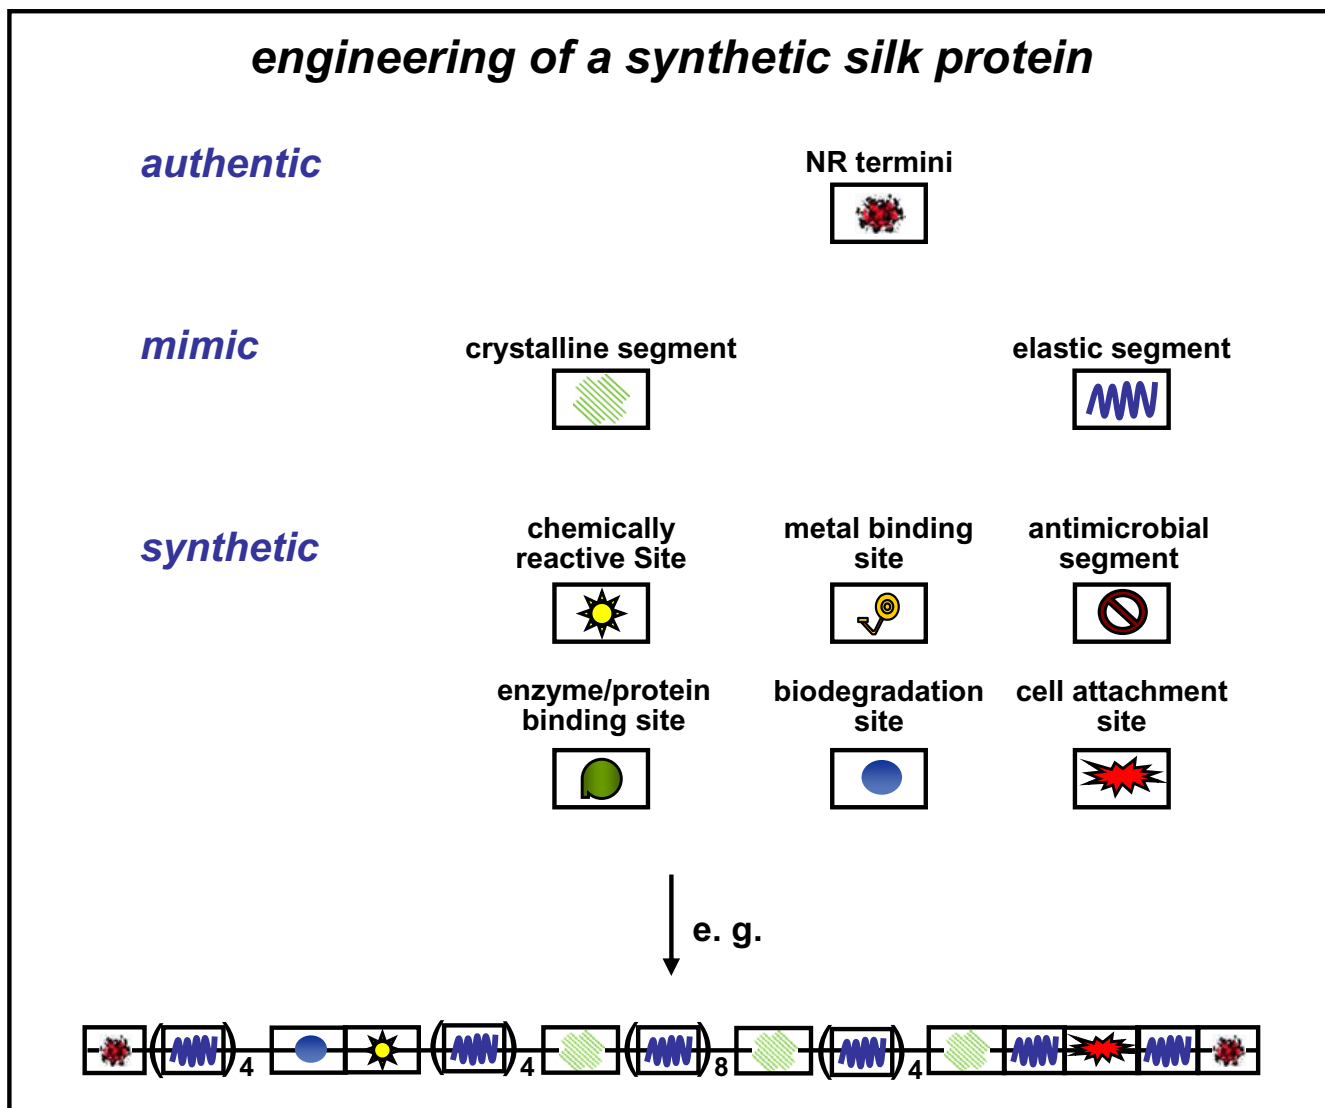 engineering of a synthetic silk protein
authentic
NR termini
mimic
crystalline segment
elastic segment
synthetic
chemically
reactive Site
metal binding
site
antimicrobial
segment
enzyme/protein
binding site
biodegradation
site
cell attachment
site
e. g.
( ) 4 ( ) 4 ( ) 8 ( ) 4